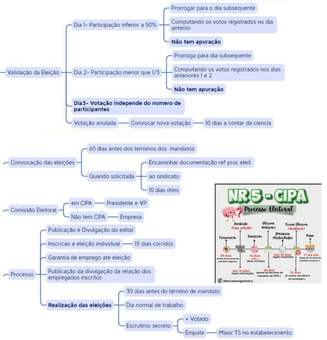 Prorrogar para o dia subsequente
Dia I- Participação inferior a 50%
Computando os votos registrados no dia
anterior
Não tem apuração
Prorroga para dia subsequente
Validação da Eleição
Dia 2- Participação menor que 1/3
Computando os votos registrados nos dias
anteriores 1 e 2
Não tem apuração
Dia3- Votação independe do numero de
participantes
Votação anulada
Convocar nova votação
10 dias a contar da ciencia
60 dias antes dos términos dos mandatos
Convocação das eleições
Encaminhar documentação ref proc eleit
Quando solicitada
ao sindicato
10 dias úteis
NR5 - CIPA
Processo Eleitoral
em CIPA
Presidente e VP
Comissão Eleitoral
Não tem CIPA
Empresa
Publicação e Divulgação do edital
Inscricao e eleição individual
15 dias corridos
Garantia de emprego até eleição
Processo
Publicação da divulgação da relação dos
empregados inscritos
30 dias antes do término de mandato
Realização das eleições
Dia normal de trabalho
Escrutínio secreto
+ Votado
Empate
Maior TS no estabelecimento